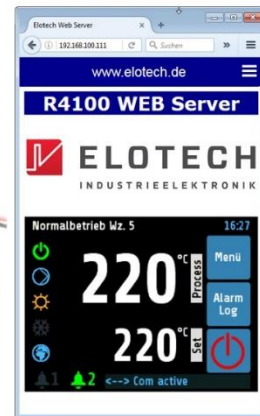 Elotech Web Server
192.168.100.111
Suchen
www.elotech.de
R4100 WEB Server
ELOTECH
INDUSTRIEELEKTRONIK
Normalbetrieb Wz. 5 16:27
220 °C Process
Menü
Alarm
Log
220 °C Set
1 2 <--> Com active